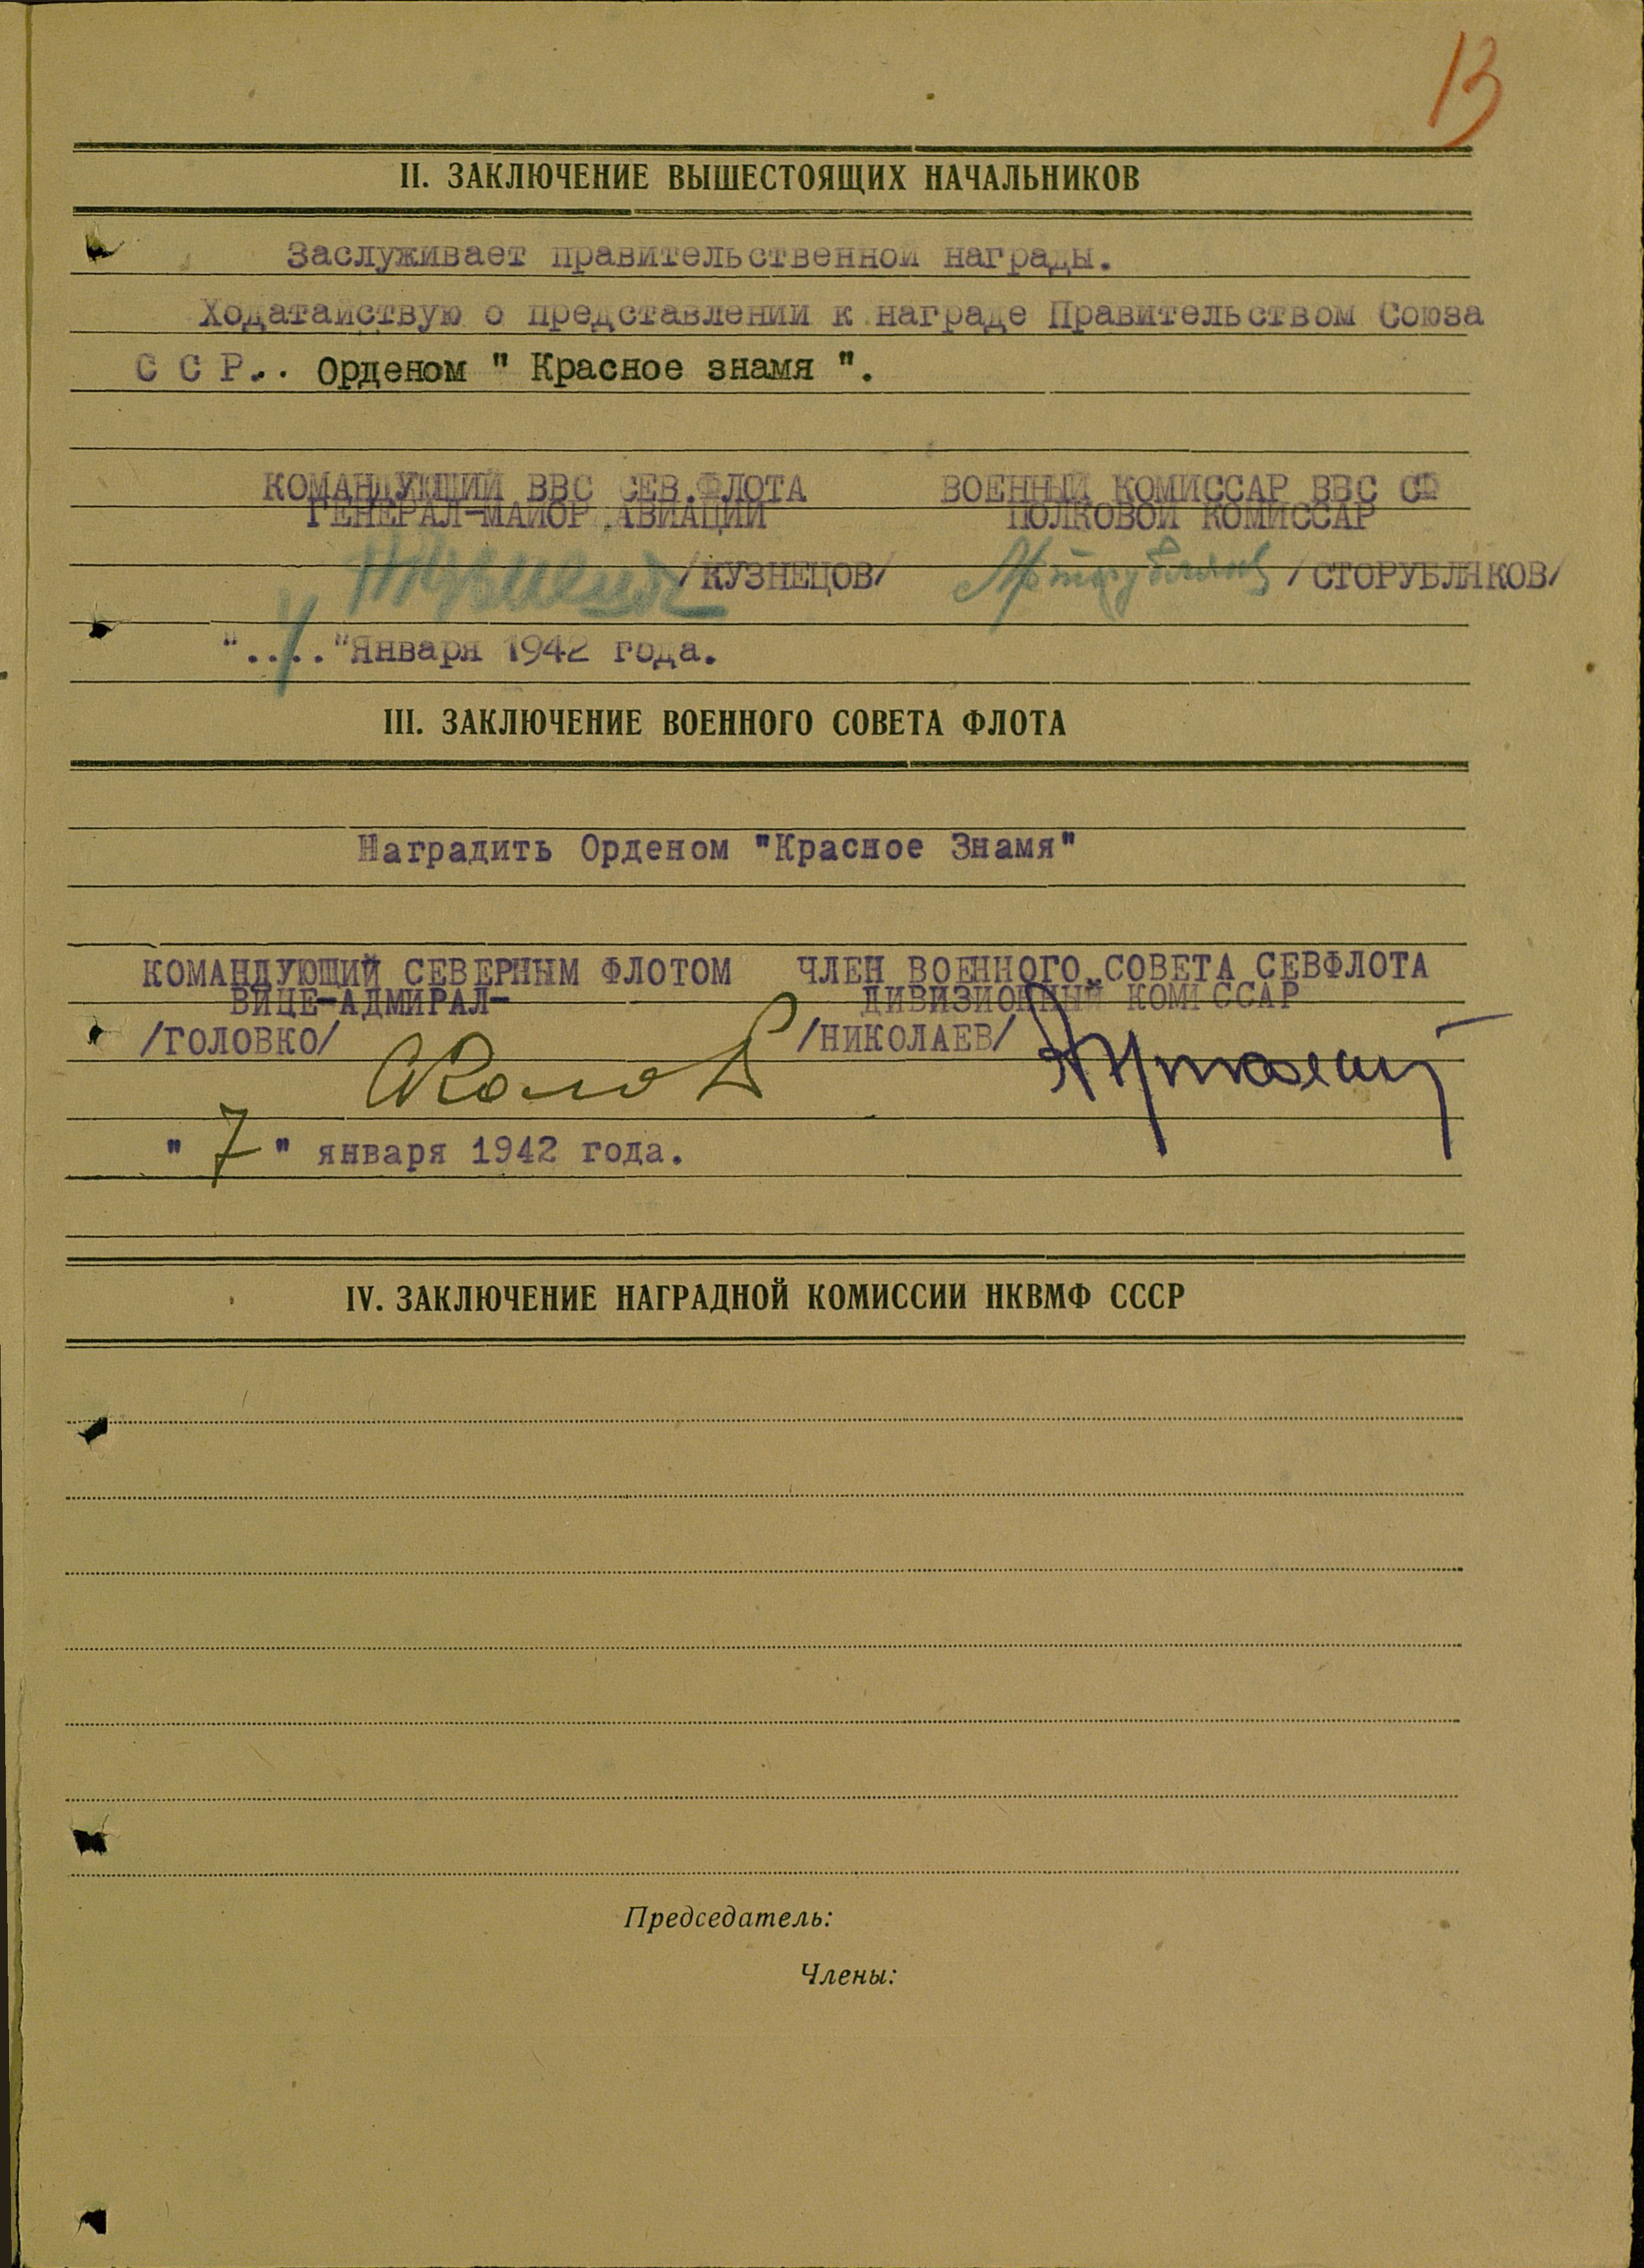 13
II. ЗАКЛЮЧЕНИЕ ВЫШЕСТОЯЩИХ НАЧАЛЬНИКОВ
Заслуживает правительственной награды.
Ходатайствую о представлении к награде Правительством Союза
С С Р.. Орденом " Красное знамя ".
КОМАНДУЮЩИЙ ВВС СЕВ.ФЛОТА ВОЕННЫЙ КОМИССАР ВВС СФ
ГЕНЕРАЛ-МАЙОР АВИАЦИИ ПОЛКОВОЙ КОМИССАР
/КУЗНЕЦОВ/ /СТОРУБЛЯКОВ/
"...."Января 1942 года.
III. ЗАКЛЮЧЕНИЕ ВОЕННОГО СОВЕТА ФЛОТА
Наградить Орденом "Красное Знамя"
КОМАНДУЮЩИЙ СЕВЕРНЫМ ФЛОТОМ ЧЛЕН ВОЕННОГО СОВЕТА СЕВФЛОТА
ВИЦЕ-АДМИРАЛ- ДИВИЗИОННЫЙ КОМИССАР
/ГОЛОВКО/ /НИКОЛАЕВ/
" 7 " января 1942 года.
IV. ЗАКЛЮЧЕНИЕ НАГРАДНОЙ КОМИССИИ НКВМФ СССР
Председатель:
Члены: